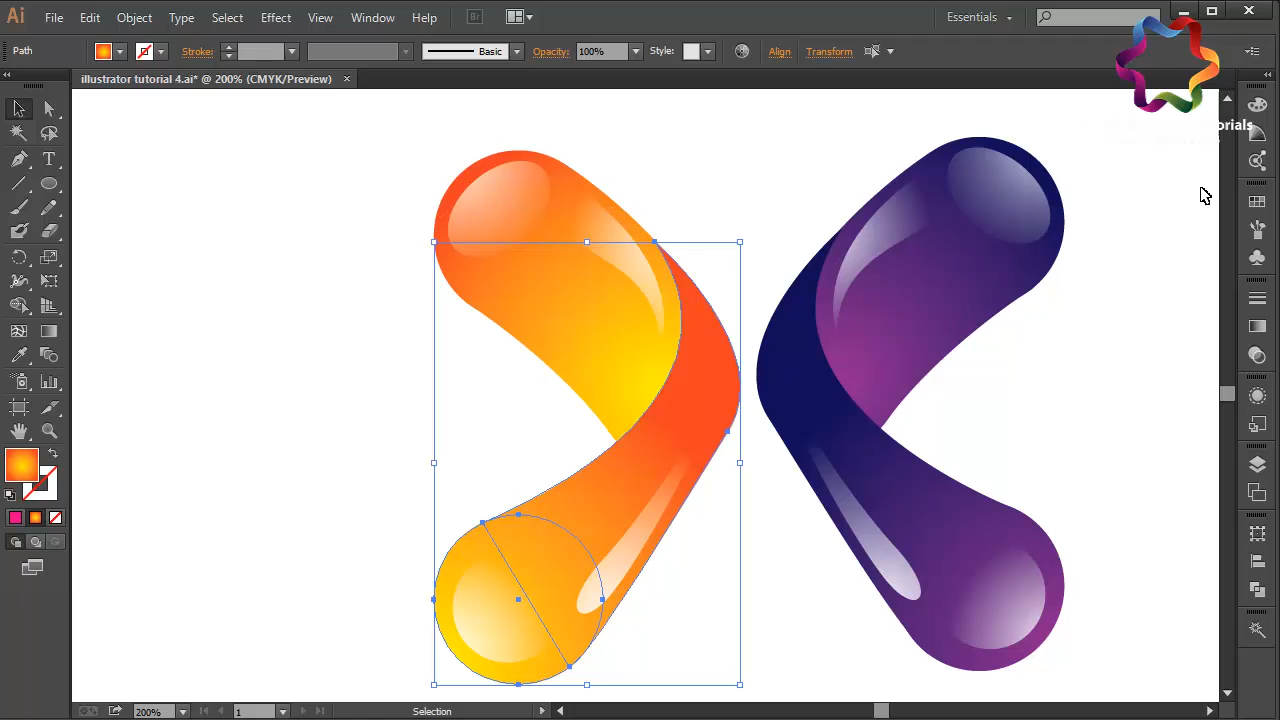 Ai File Edit Object Type Select Effect View Window Help Br Essentials
Path Stroke: Basic Opacity: 100% Style: Align Transform
illustrator tutorial 4.ai* @ 200% (CMYK/Preview) ×
orials
T
200% 1 Selection